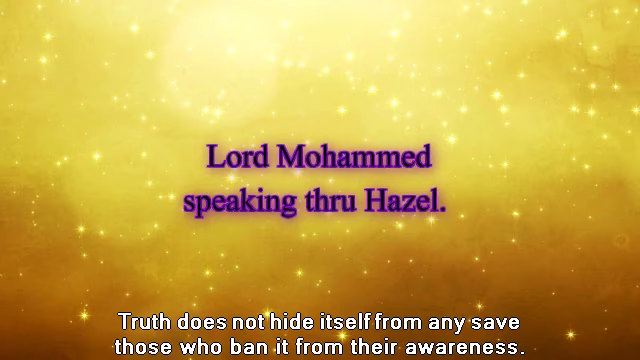 Lord Mohammed
speaking thru Hazel.
Truth does not hide itself from any save
those who ban it from their awareness.